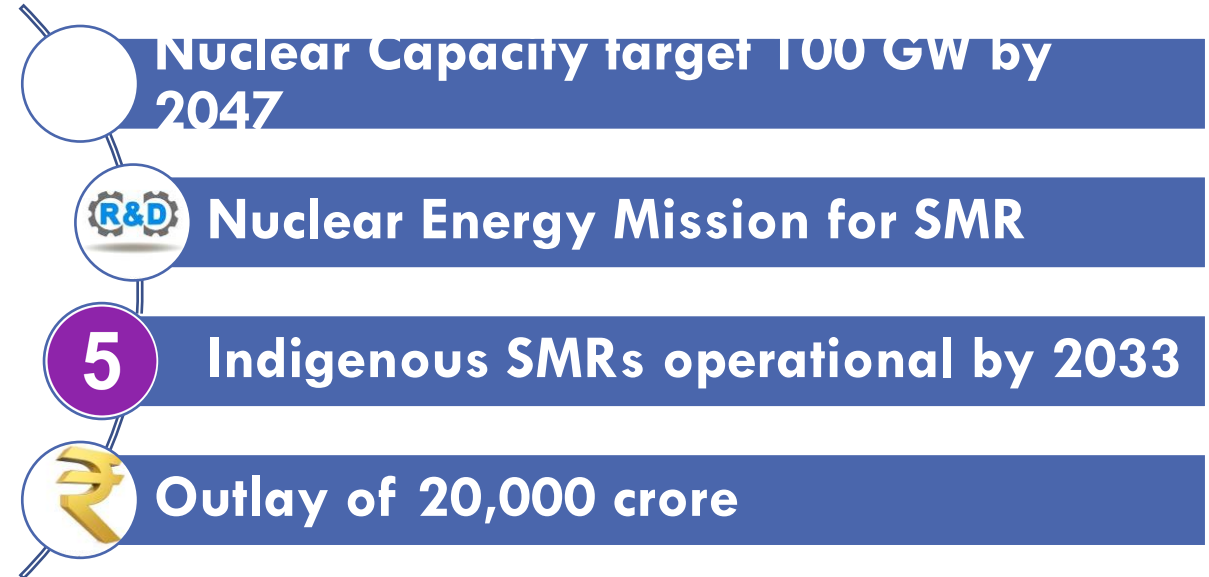 Nuclear Capacity target 100 GW by
2047
R&D
Nuclear Energy Mission for SMR
5
Indigenous SMRs operational by 2033
₹
Outlay of 20,000 crore